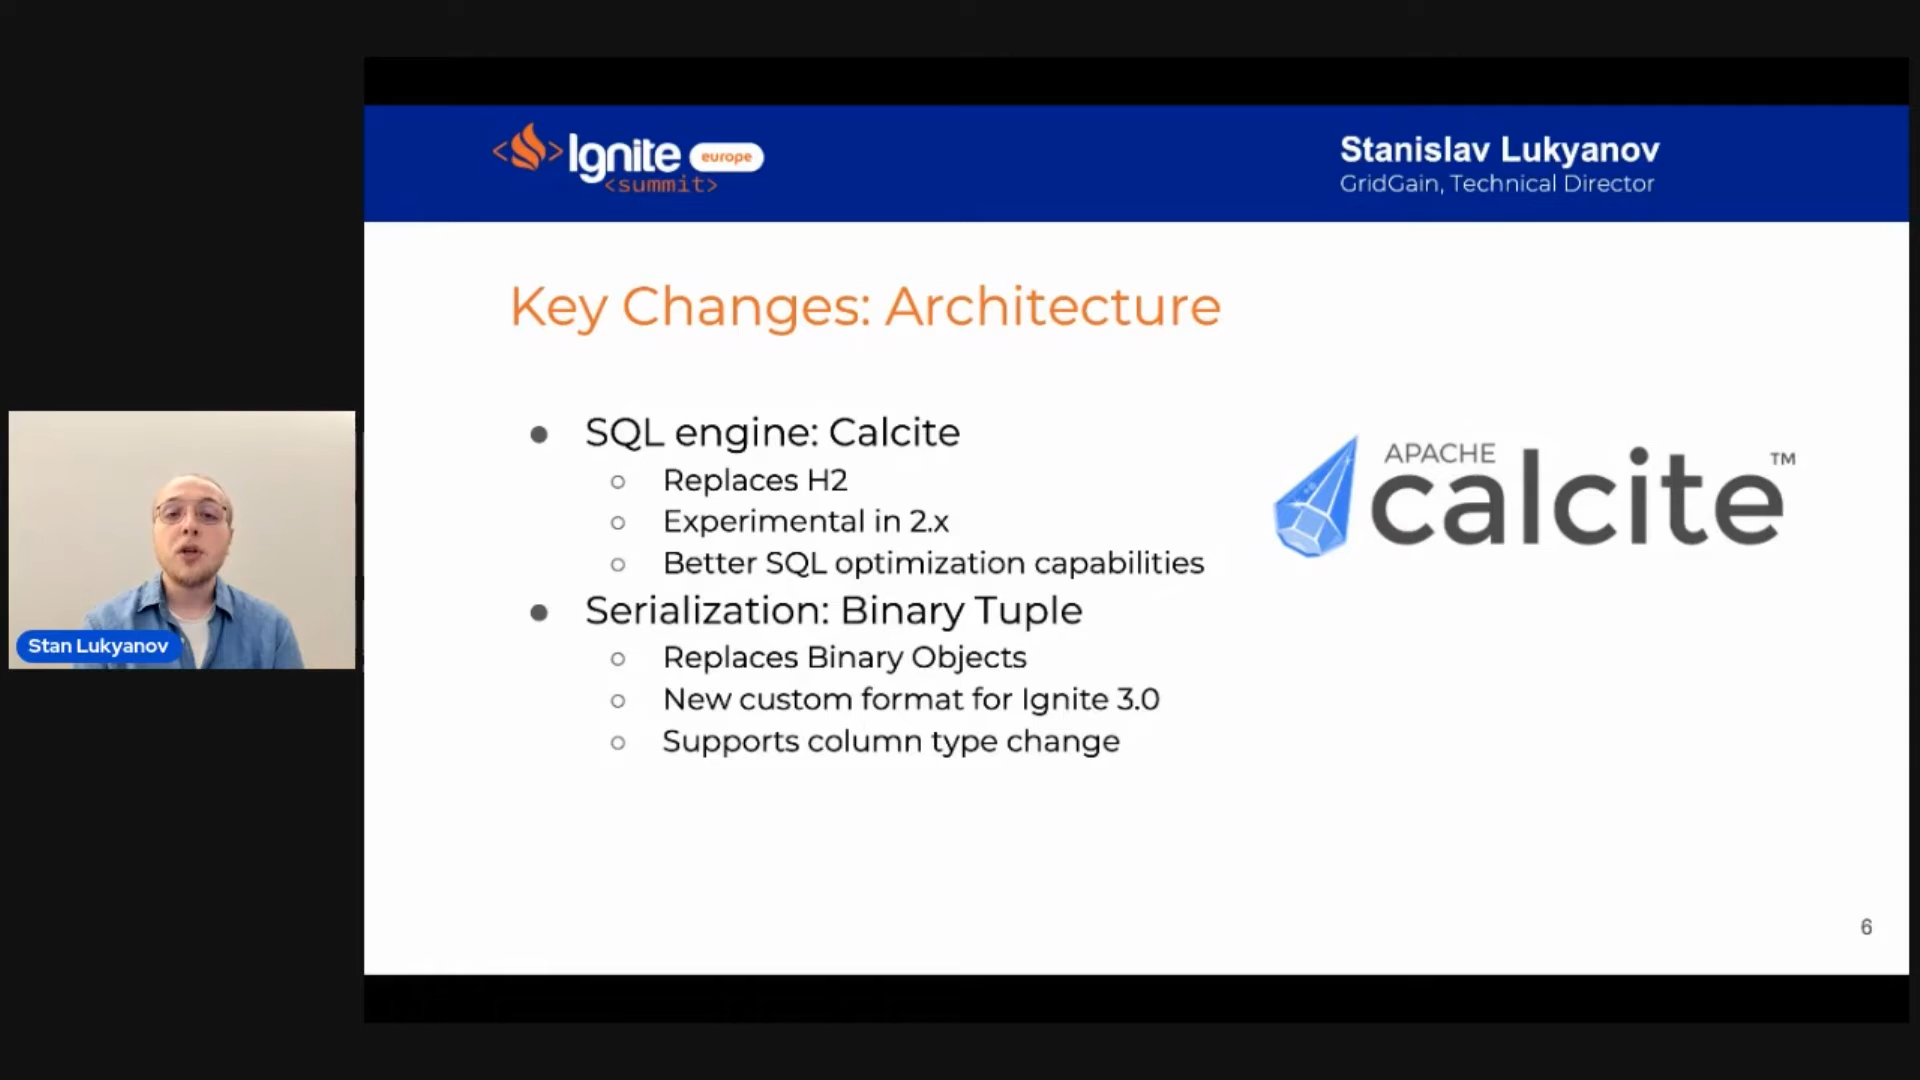 <Ignite europe
<summit>
Stanislav Lukyanov
GridGain, Technical Director
Key Changes: Architecture
SQL engine: Calcite
Replaces H2
Experimental in 2.x
Better SQL optimization capabilities
Serialization: Binary Tuple
Replaces Binary Objects
New custom format for Ignite 3.0
Supports column type change
APACHE
calcite™
Stan Lukyanov
6